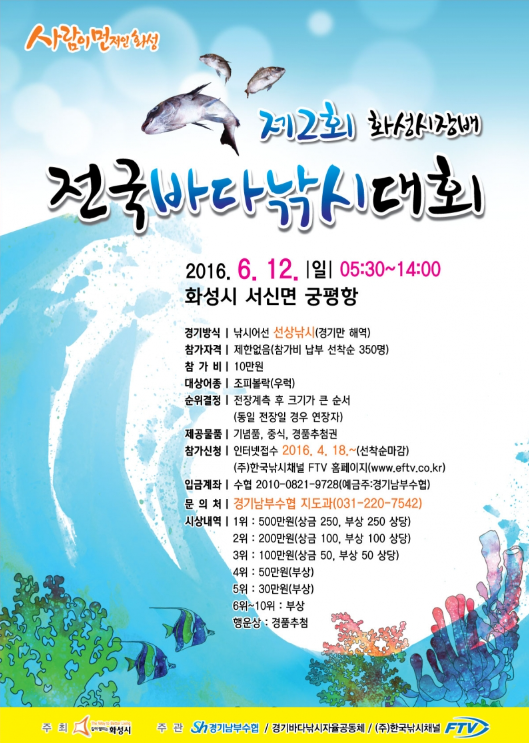 사람이 먼저인 화성
제2회 화성시장배
전국바다낚시대회
2016. 6. 12. |일| 05:30~14:00
화성시 서신면 궁평항
경기방식 | 낚시어선 선상낚시(경기만 해역)
참가자격 | 제한없음(참가비 납부 선착순 350명)
참 가 비 | 10만원
대상어종 | 조피볼락(우럭)
순위결정 | 전장계측 후 크기가 큰 순서
(동일 전장일 경우 연장자)
제공물품 | 기념품, 중식, 경품추첨권
참가신청 | 인터넷접수 2016. 4. 18.~(선착순마감)
(주)한국낚시채널 FTV 홈페이지(www.eftv.co.kr)
입금계좌 | 수협 2010-0821-9728(예금주:경기남부수협)
문 의 처 | 경기남부수협 지도과(031-220-7542)
시상내역 | 1위 : 500만원(상금 250, 부상 250 상당)
2위 : 200만원(상금 100, 부상 100 상당)
3위 : 100만원(상금 50, 부상 50 상당)
4위 : 50만원(부상)
5위 : 30만원(부상)
6위~10위 : 부상
행운상 : 경품추첨
주 최 화성시 주 관 Sh경기남부수협 / 경기바다낚시자율공동체 / (주)한국낚시채널 FTV